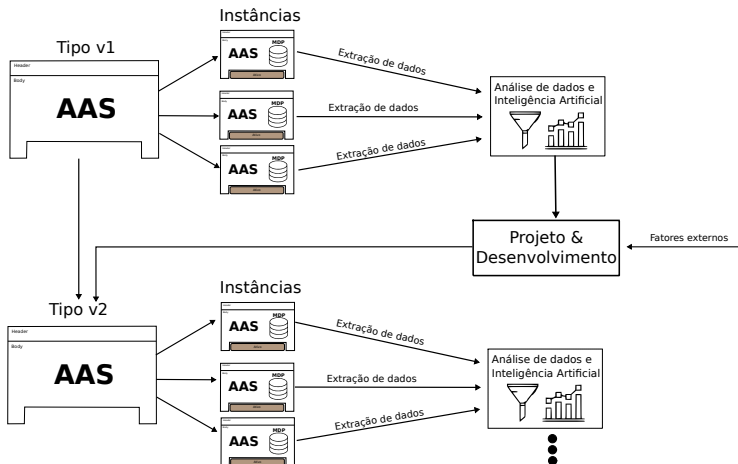 Instâncias
Tipo v1
Header
Body
AAS
MDP
AAS
Extração de dados
MDP
AAS
Extração de dados
MDP
AAS
Extração de dados
Análise de dados e
Inteligência Artificial
Projeto &
Desenvolvimento
Fatores externos
Instâncias
Tipo v2
Header
Body
AAS
MDP
AAS
Extração de dados
MDP
AAS
Extração de dados
MDP
AAS
Extração de dados
Análise de dados e
Inteligência Artificial